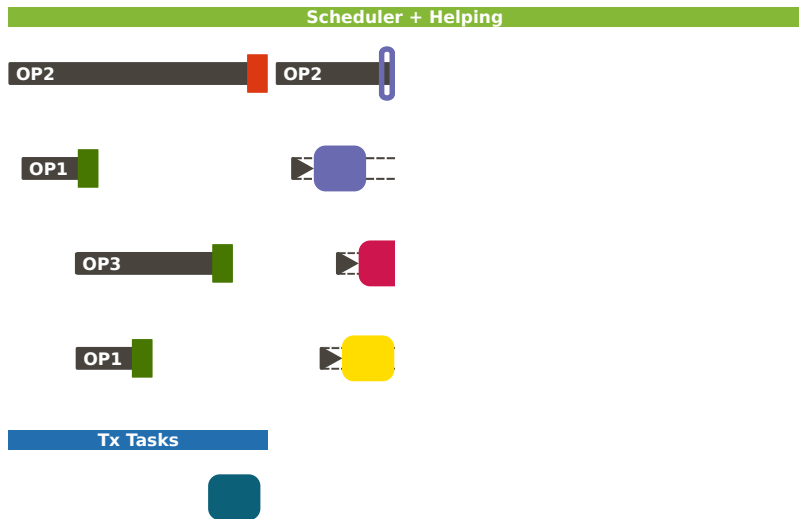 Scheduler + Helping
OP2 OP2
OP1
OP3
OP1
Tx Tasks